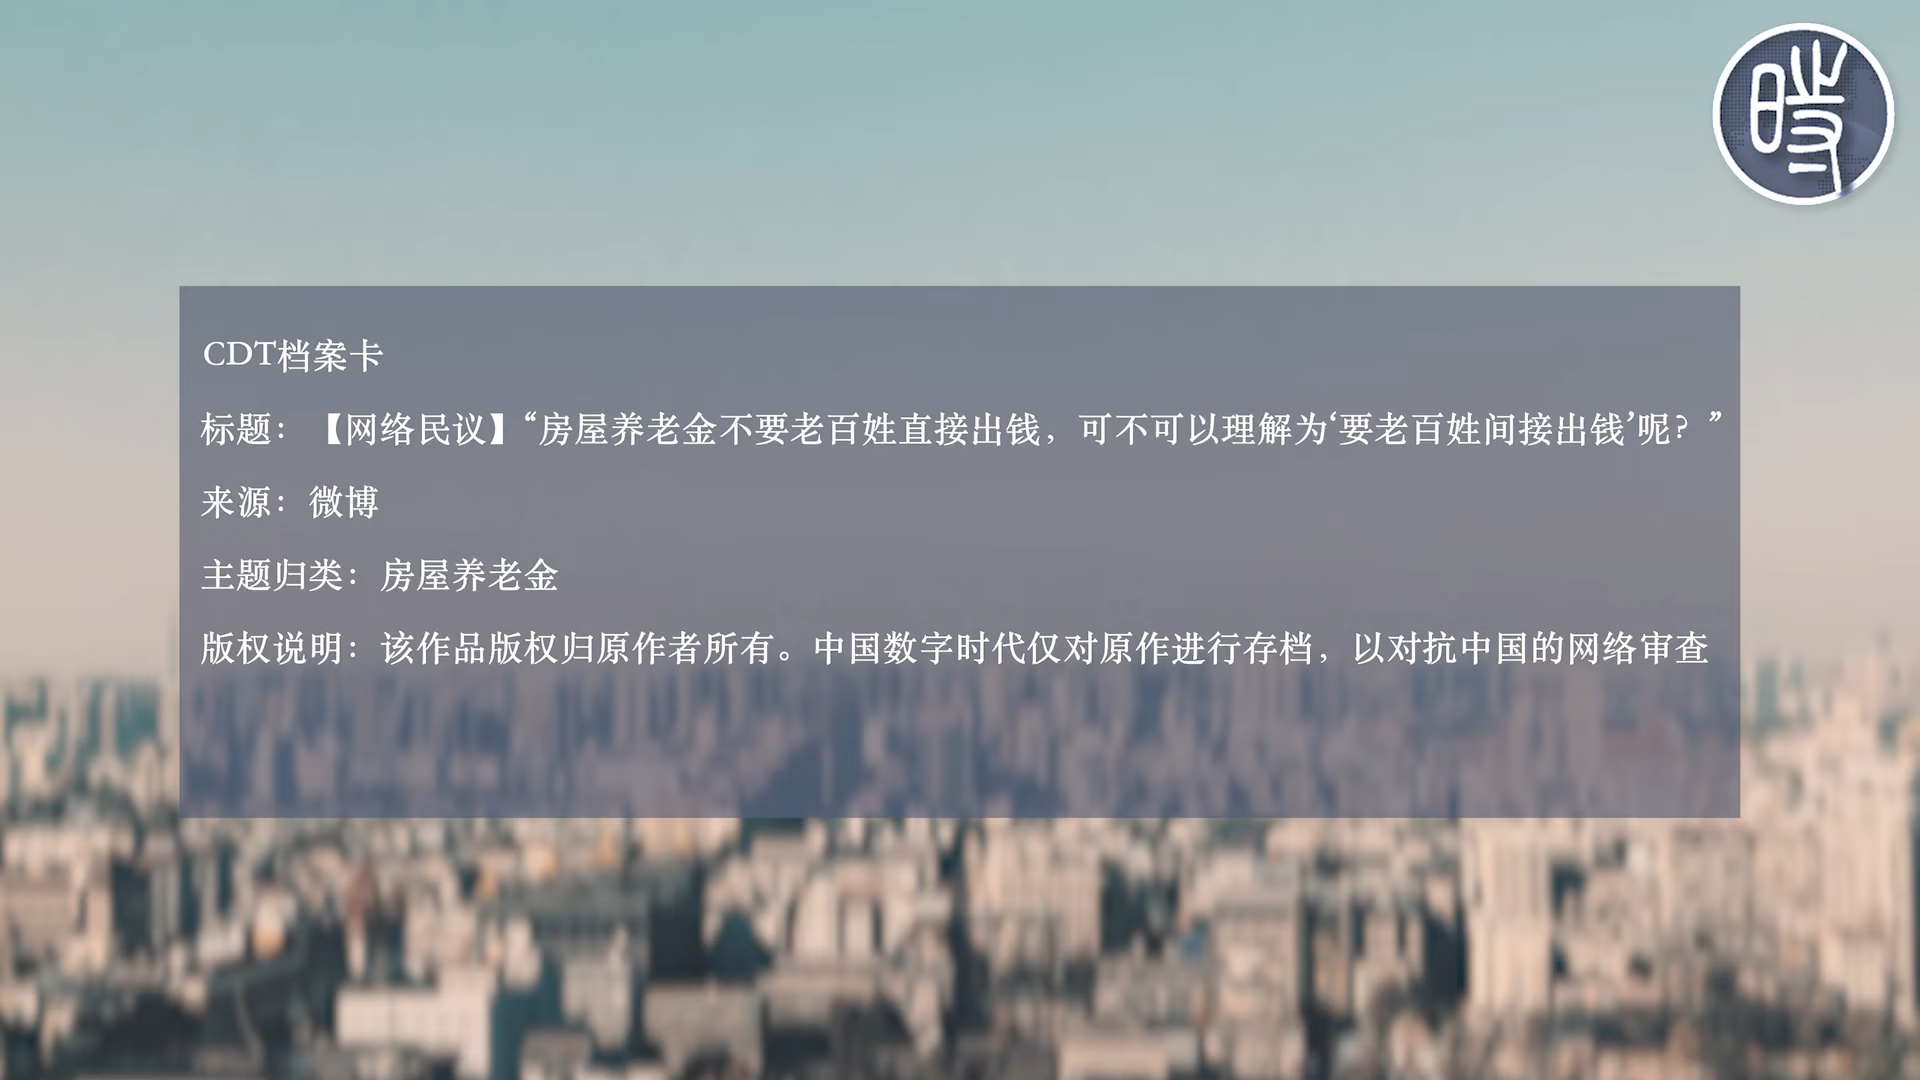 时
CDT档案卡
标题：【网络民议】“房屋养老金不要老百姓直接出钱，可不可以理解为‘要老百姓间接出钱’呢？”
来源：微博
主题归类：房屋养老金
版权说明：该作品版权归原作者所有。中国数字时代仅对原作进行存档，以对抗中国的网络审查